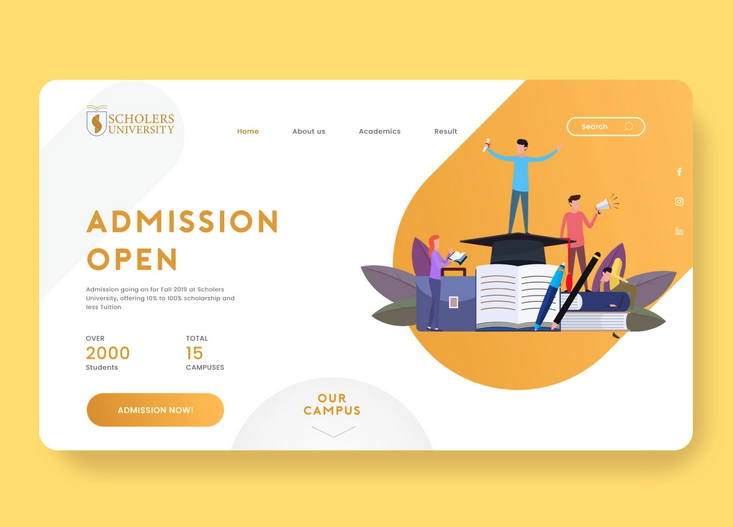 SCHOLERS
UNIVERSITY
Home
About us
Academics
Result
Search
ADMISSION
OPEN
Admission going on for Fall 2019 at Scholers
University, offering 10% to 100% scholarship and
less Tuition
OVER
2000
Students
TOTAL
15
CAMPUSES
ADMISSION NOW!
OUR
CAMPUS